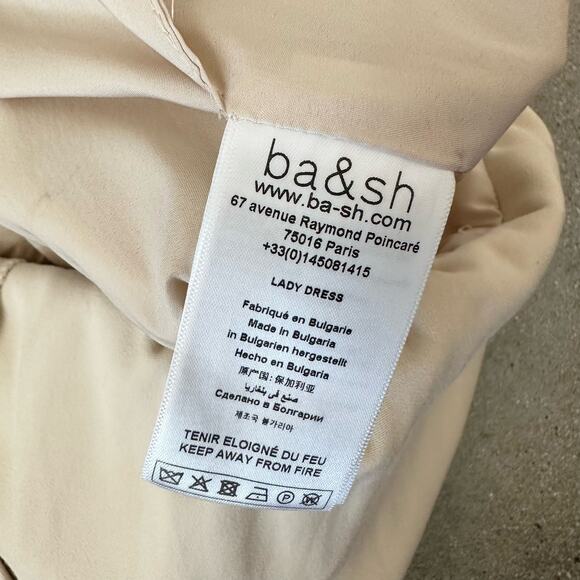 ba&sh
www.ba-sh.com
67 avenue Raymond Poincaré
75016 Paris
+33(0)145081415
LADY DRESS
Fabriqué en Bulgarie
Made in Bulgaria
in Bulgarien hergestellt
Hecho en Bulgaria
原产国: 保加利亚
صنع في بلغاريا
Сделано в Болгарии
제조국 불가리아
TENIR ELOIGNÉ DU FEU
KEEP AWAY FROM FIRE
P W